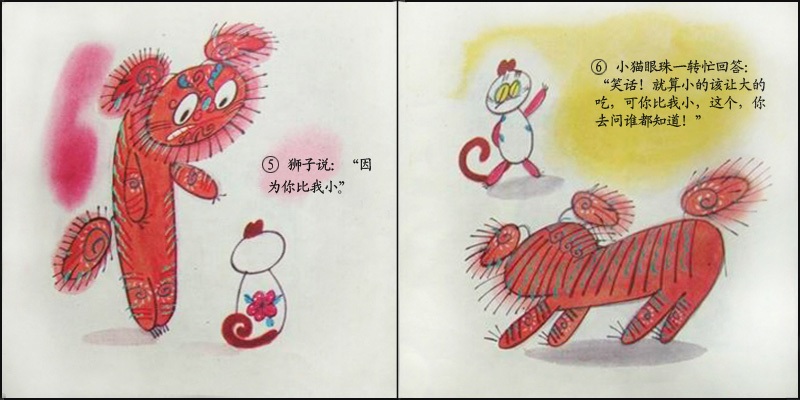 ⑤ 狮子说：“因
为你比我小。”
⑥ 小猫眼珠一转忙回答：
“笑话！就算小的该让大的
吃，可你比我小，这个，你
去问谁都知道！”